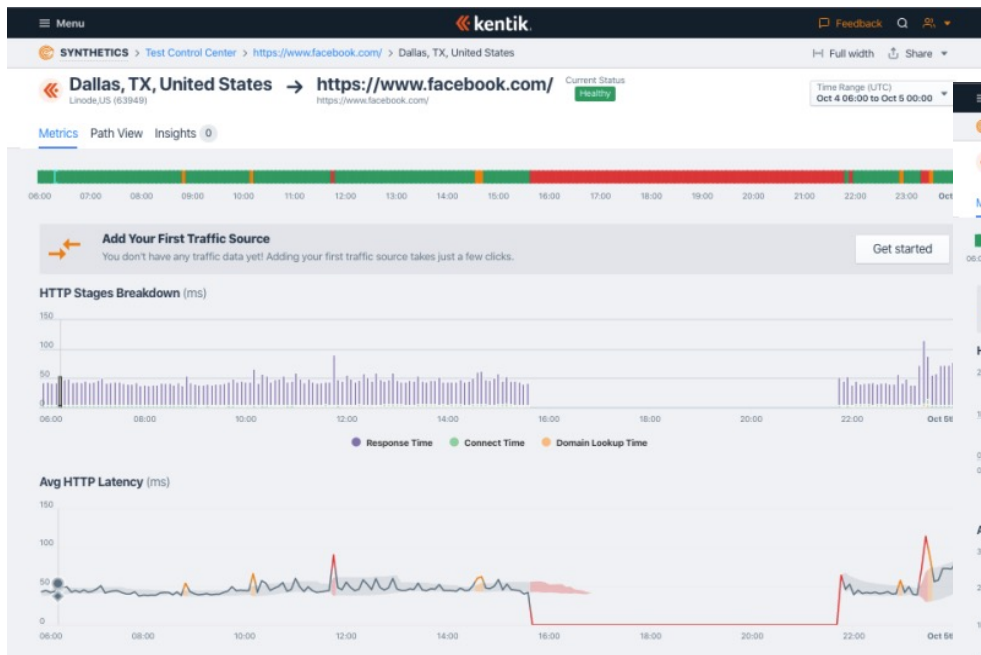 Menu
kentik.
Feedback
SYNTHETICS > Test Control Center > https://www.facebook.com/ > Dallas, TX, United States
Full width
Share
Dallas, TX, United States → https://www.facebook.com/
Linode,US (63949)
https://www.facebook.com/
Current Status
Healthy
Time Range (UTC)
Oct 4 06:00 to Oct 5 00:00
Metrics Path View Insights 0
06:00 07:00 08:00 09:00 10:00 11:00 12:00 13:00 14:00 15:00 16:00 17:00 18:00 19:00 20:00 21:00 22:00 23:00 Oct
Add Your First Traffic Source
You don't have any traffic data yet! Adding your first traffic source takes just a few clicks.
Get started
HTTP Stages Breakdown (ms)
150
100
50
0
06:00 08:00 10:00 12:00 14:00 16:00 18:00 20:00 22:00 Oct 5t
Response Time Connect Time Domain Lookup Time
Avg HTTP Latency (ms)
150
100
50
0
06:00 08:00 10:00 12:00 14:00 16:00 18:00 20:00 22:00 Oct 5t